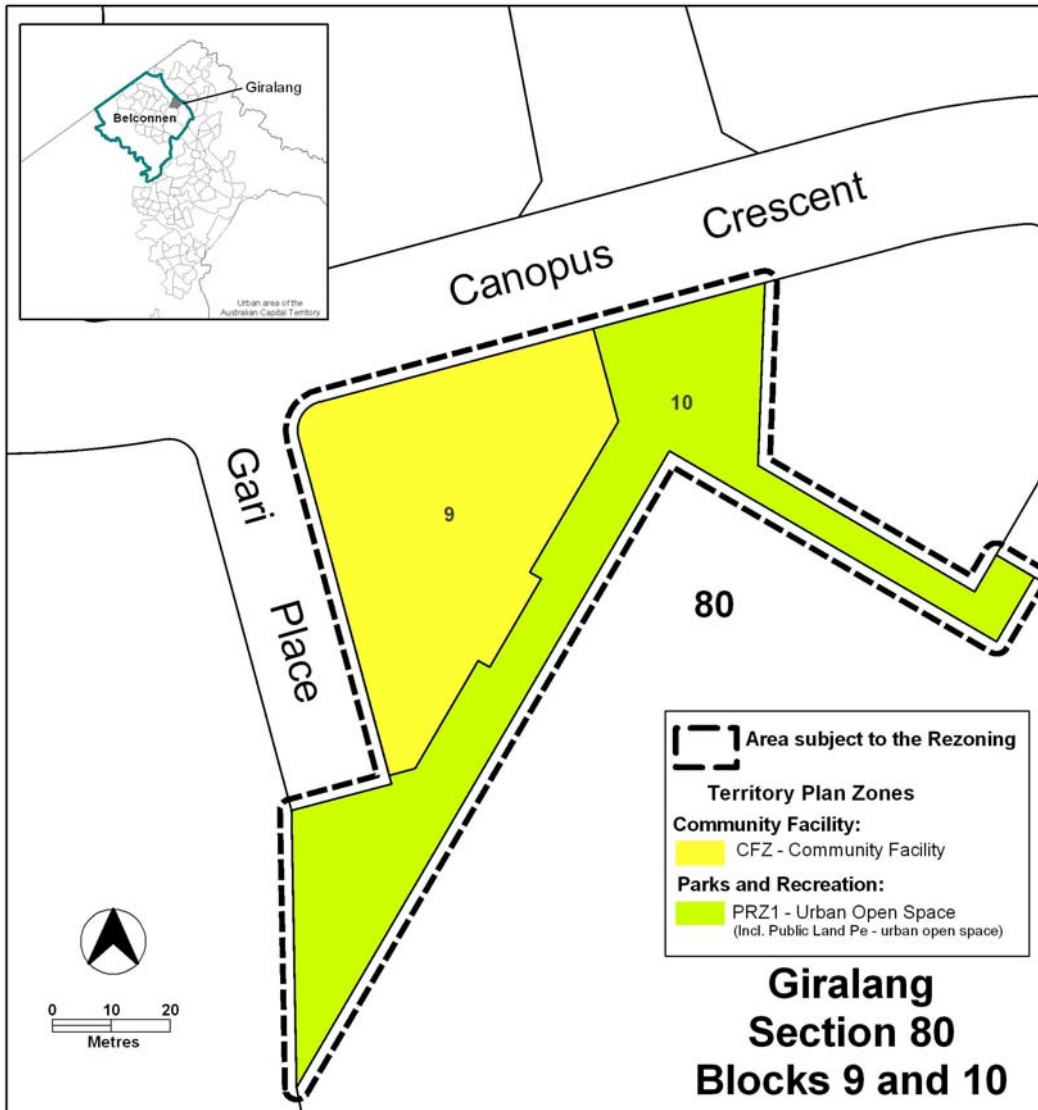 Giralang
Belconnen
Urban area of the
Australian Capital Territory
Canopus Crescent
Gari Place
9
10
80
Area subject to the Rezoning
Territory Plan Zones
Community Facility:
CFZ - Community Facility
Parks and Recreation:
PRZ1 - Urban Open Space
(Incl. Public Land Pe - urban open space)
0 10 20
Metres
Giralang
Section 80
Blocks 9 and 10